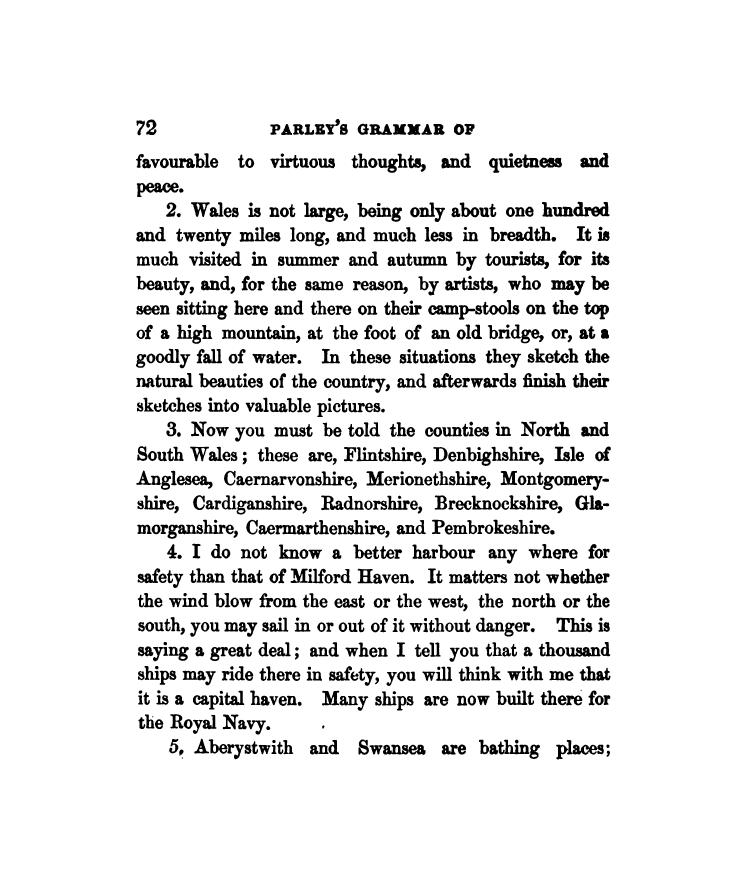 72 PARLEY'S GRAMMAR OF
favourable to virtuous thoughts, and quietness and
peace.
2. Wales is not large, being only about one hundred
and twenty miles long, and much less in breadth. It is
much visited in summer and autumn by tourists, for its
beauty, and, for the same reason, by artists, who may be
seen sitting here and there on their camp-stools on the top
of a high mountain, at the foot of an old bridge, or, at a
goodly fall of water. In these situations they sketch the
natural beauties of the country, and afterwards finish their
sketches into valuable pictures.
3. Now you must be told the counties in North and
South Wales; these are, Flintshire, Denbighshire, Isle of
Anglesea, Caernarvonshire, Merionethshire, Montgomery-
shire, Cardiganshire, Radnorshire, Brecknockshire, Gla-
morganshire, Caermarthenshire, and Pembrokeshire.
4. I do not know a better harbour any where for
safety than that of Milford Haven. It matters not whether
the wind blow from the east or the west, the north or the
south, you may sail in or out of it without danger. This is
saying a great deal; and when I tell you that a thousand
ships may ride there in safety, you will think with me that
it is a capital haven. Many ships are now built there for
the Royal Navy.
5. Aberystwith and Swansea are bathing places;